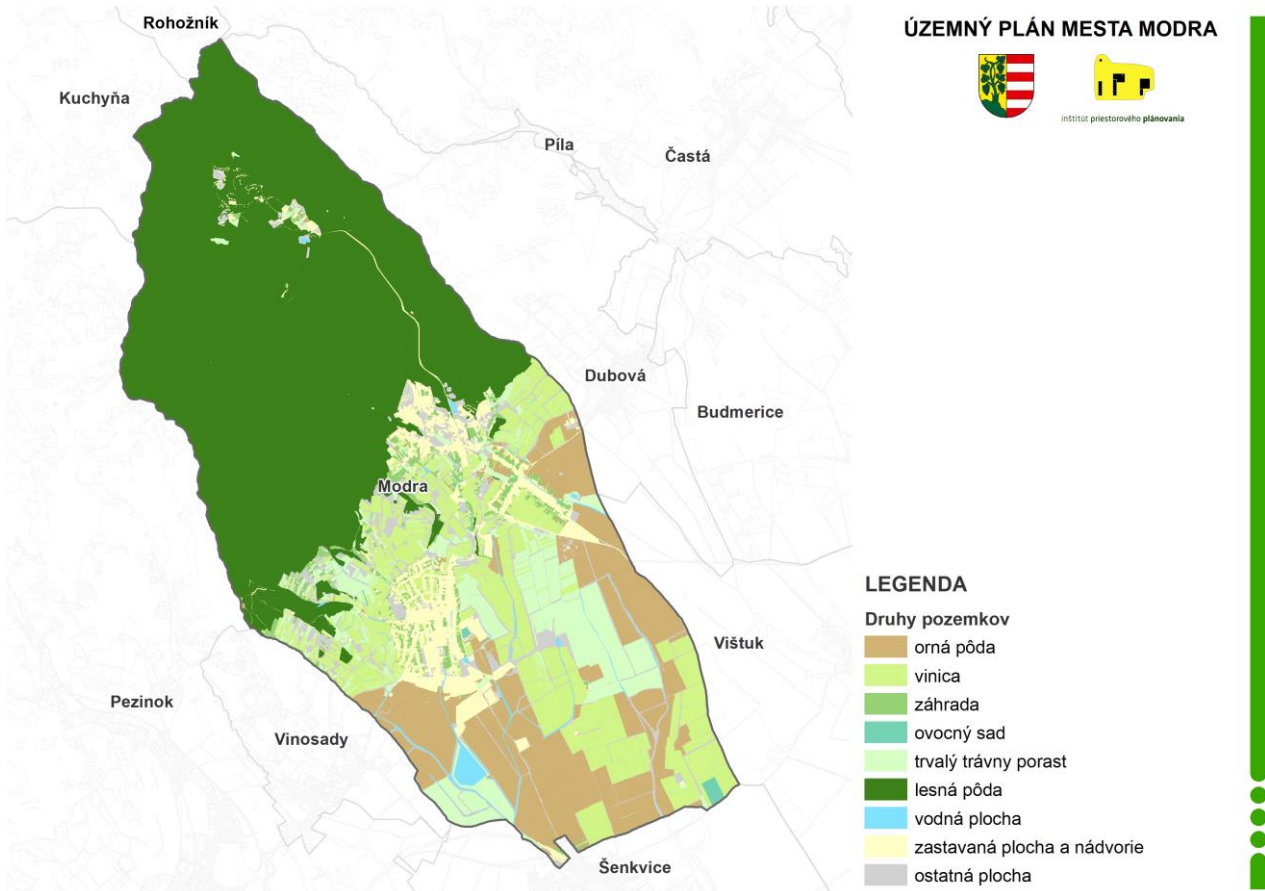 ÚZEMNÝ PLÁN MESTA MODRA
inštitút priestorového plánovania
Rohožník
Kuchyňa
Píla
Častá
Dubová
Budmerice
Modra
Vištuk
Pezinok
Vinosady
Šenkvice
LEGENDA
Druhy pozemkov
orná pôda
vinica
záhrada
ovocný sad
trvalý trávny porast
lesná pôda
vodná plocha
zastavaná plocha a nádvorie
ostatná plocha